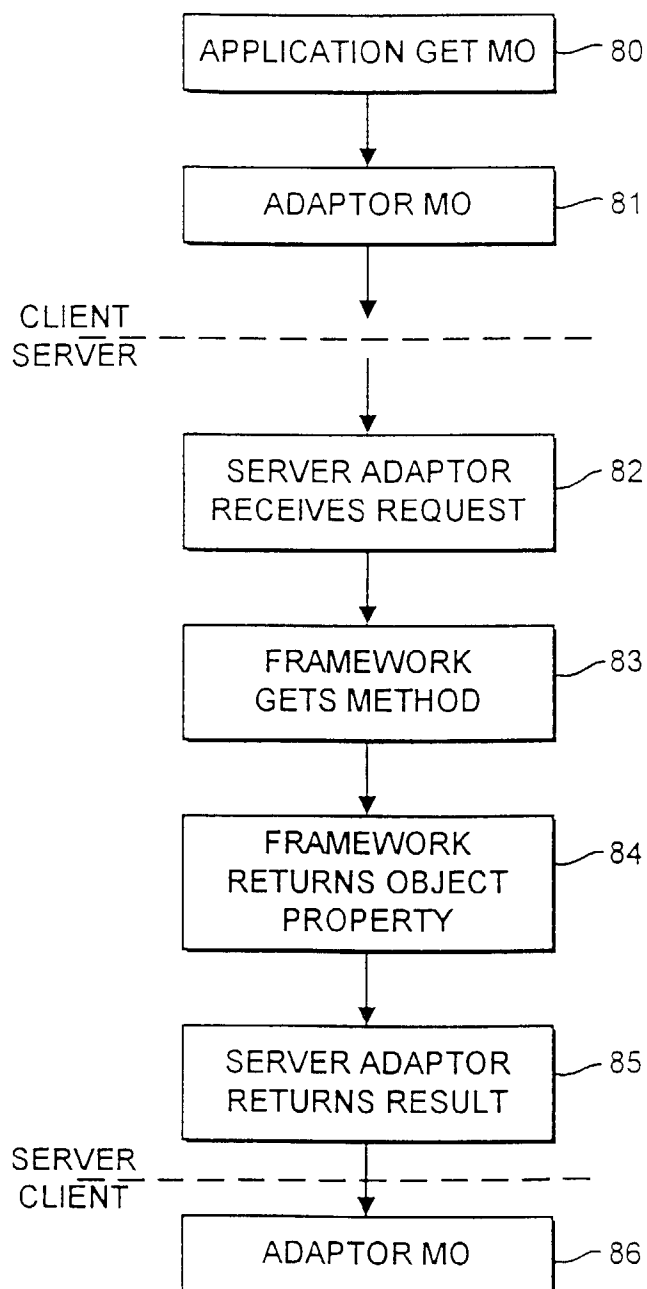 APPLICATION GET MO
80
ADAPTOR MO
81
CLIENT
SERVER
SERVER ADAPTOR
RECEIVES REQUEST
82
FRAMEWORK
GETS METHOD
83
FRAMEWORK
RETURNS OBJECT
PROPERTY
84
SERVER ADAPTOR
RETURNS RESULT
85
SERVER
CLIENT
ADAPTOR MO
86